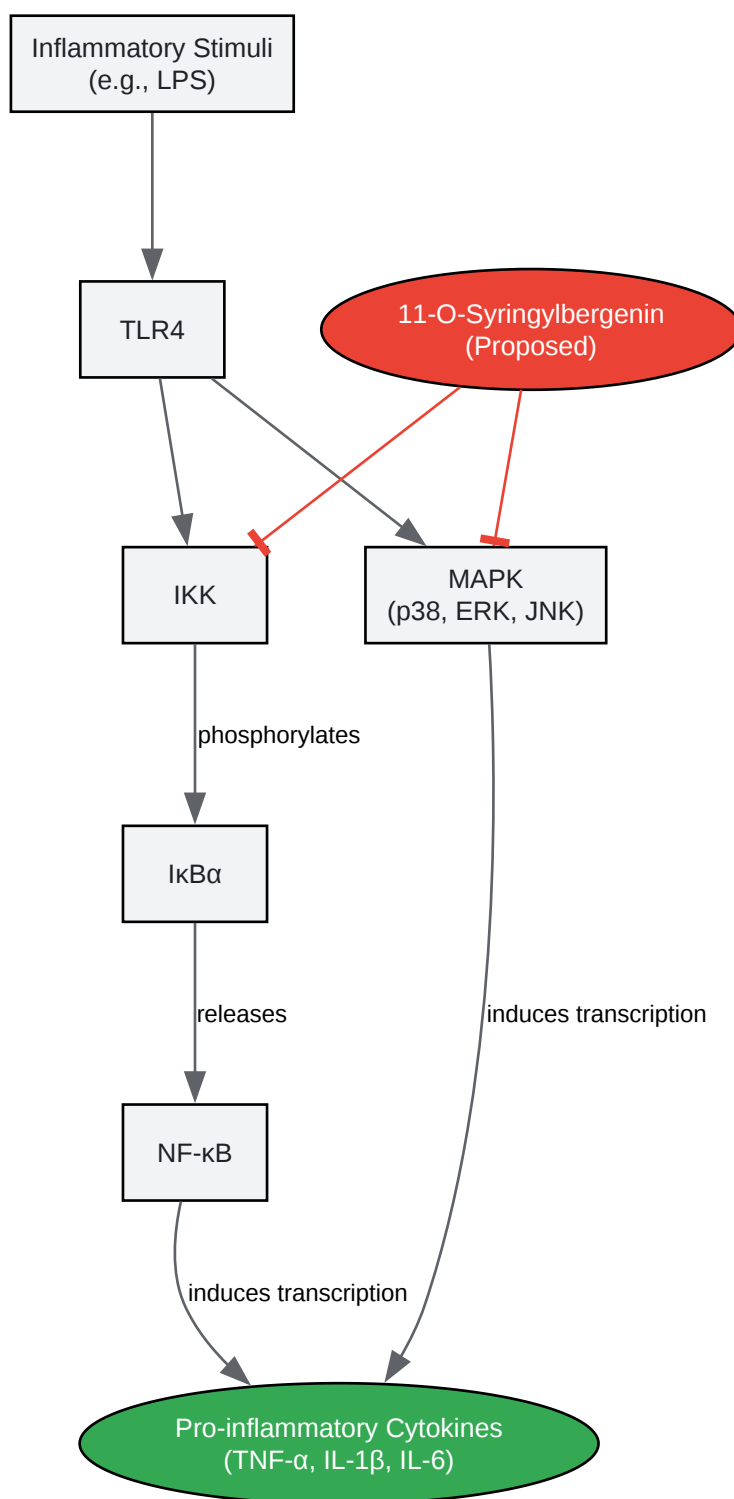 Inflammatory Stimuli
(e.g., LPS)
TLR4
11-O-Syringylbergenin
(Proposed)
IKK
MAPK
(p38, ERK, JNK)
phosphorylates
IκBα
releases
induces transcription
NF-κB
induces transcription
Pro-inflammatory Cytokines
(TNF-α, IL-1β, IL-6)